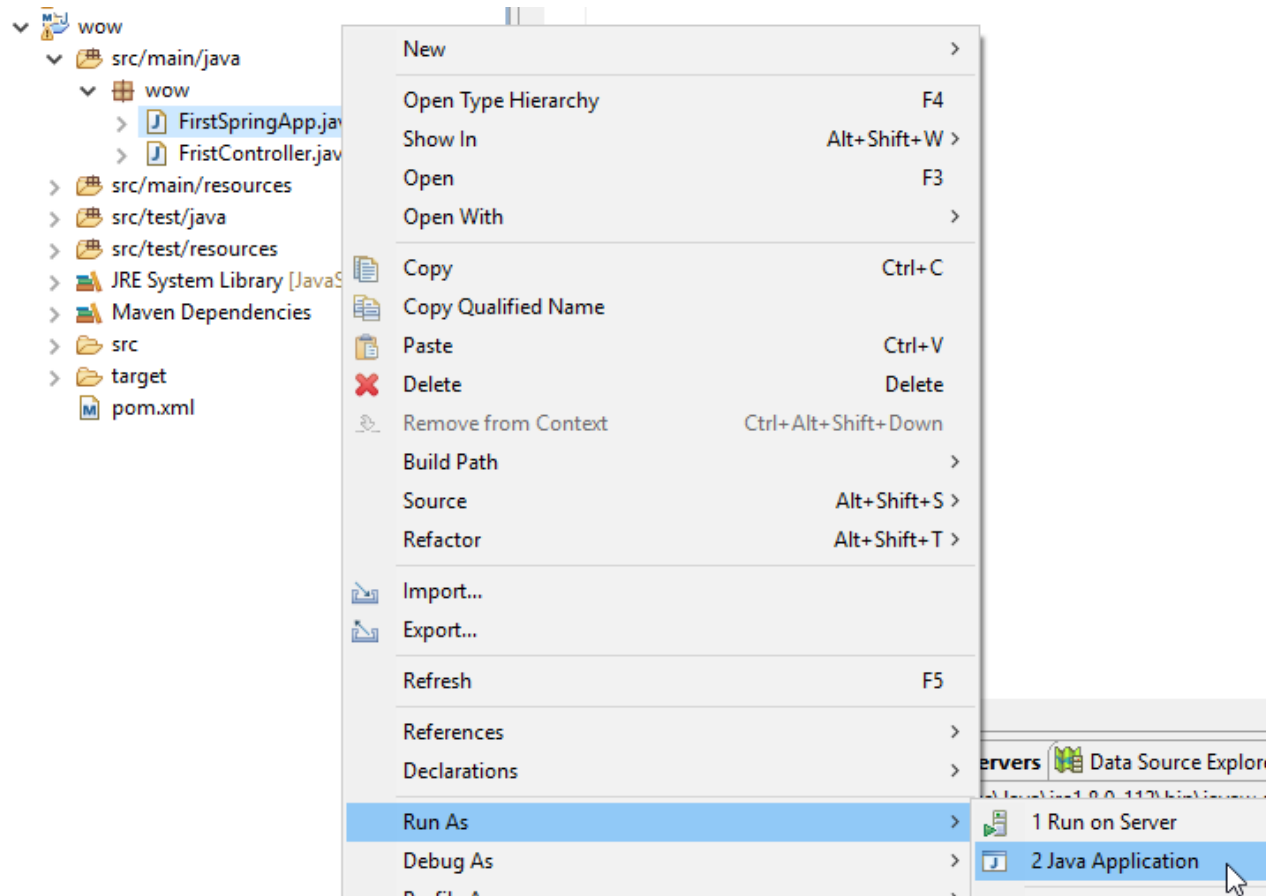 wow
src/main/java
wow
FirstSpringApp.jav
FristController.jav
src/main/resources
src/test/java
src/test/resources
JRE System Library [JavaS
Maven Dependencies
src
target
pom.xml
New
Open Type Hierarchy F4
Show In Alt+Shift+W >
Open F3
Open With
Copy Ctrl+C
Copy Qualified Name
Paste Ctrl+V
Delete Delete
Remove from Context Ctrl+Alt+Shift+Down
Build Path
Source Alt+Shift+S >
Refactor Alt+Shift+T >
Import...
Export...
Refresh F5
References
Declarations
Run As
Debug As
ervers Data Source Explore
1 Run on Server
2 Java Application